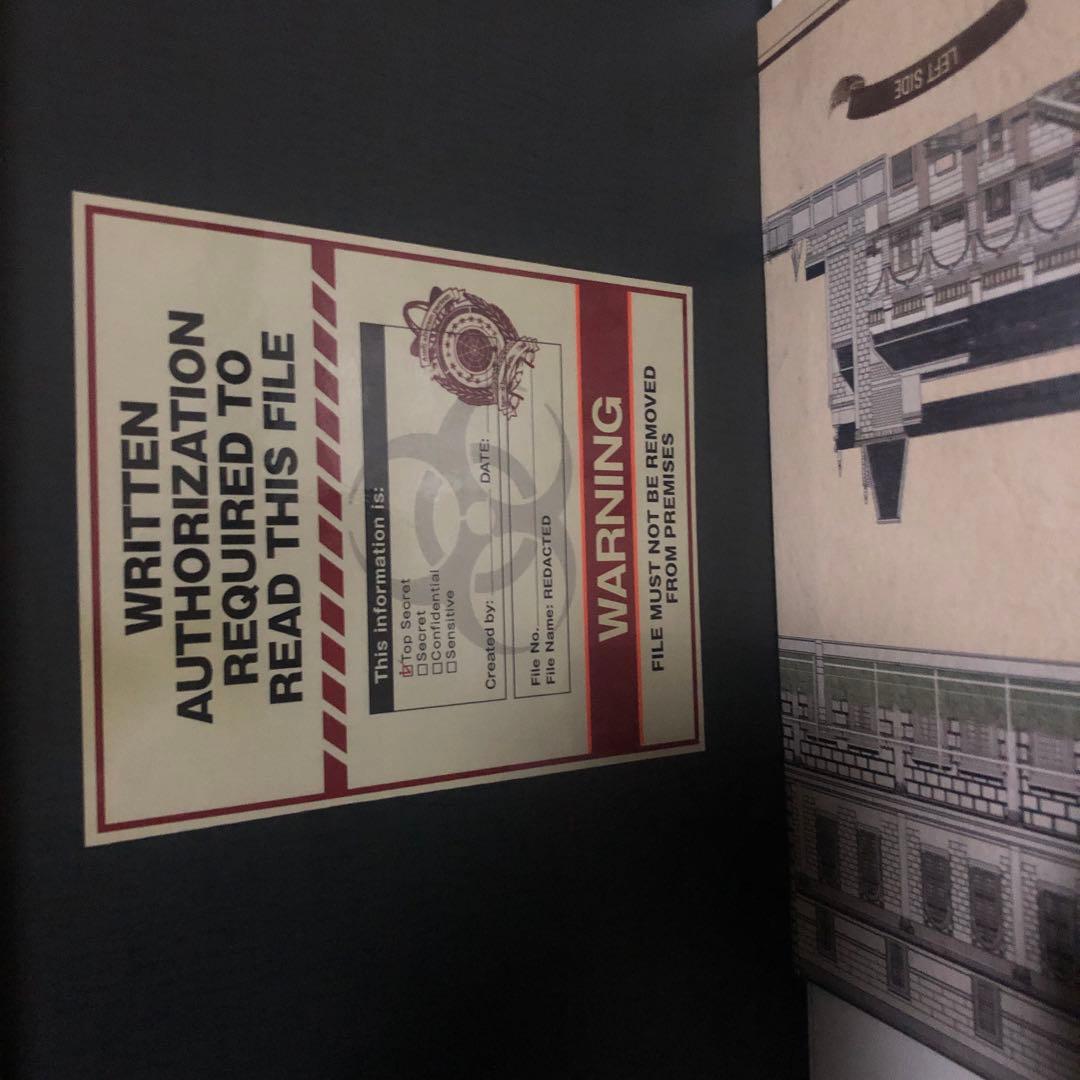 WRITTEN
AUTHORIZATION
REQUIRED TO
READ THIS FILE
This information is:
Top Secret
Secret
Confidential
Sensitive
Created by: DATE:
File No.
File Name: REDACTED
WARNING
FILE MUST NOT BE REMOVED
FROM PREMISES
LEFT SIDE